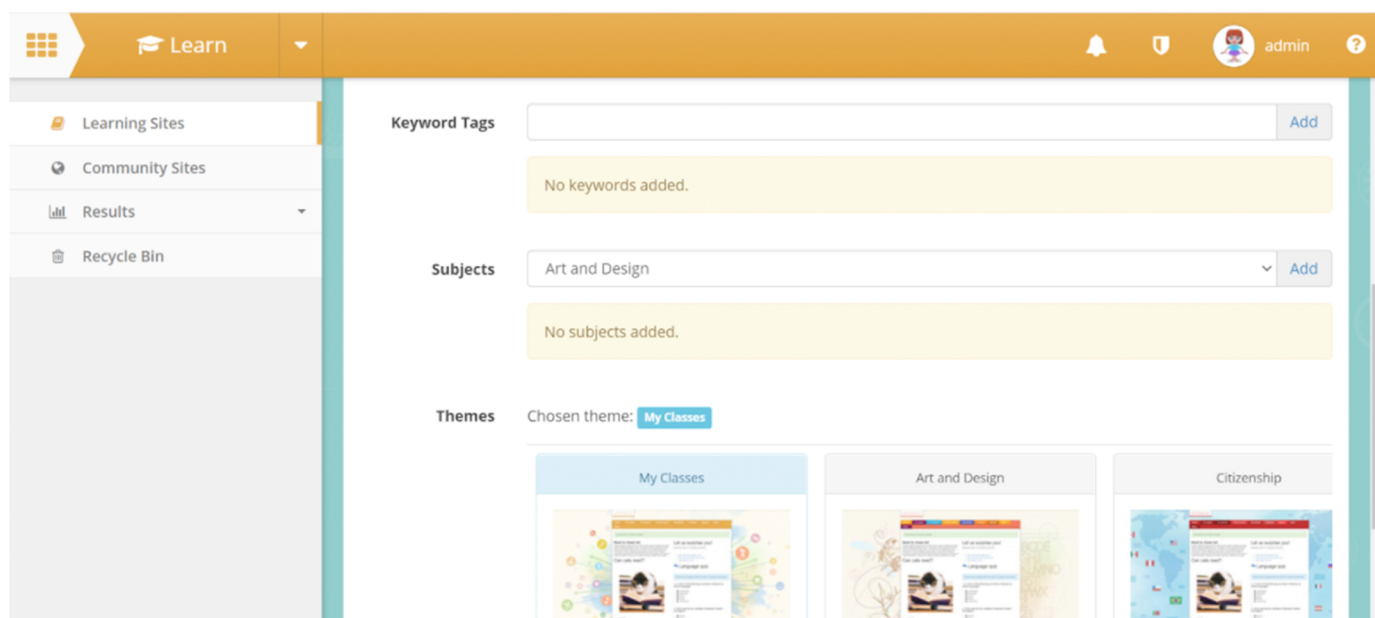 Learn
admin
Learning Sites
Community Sites
Results
Recycle Bin
Keyword Tags
Add
No keywords added.
Subjects
Art and Design
Add
No subjects added.
Themes
Chosen theme: My Classes
My Classes
Art and Design
Citizenship